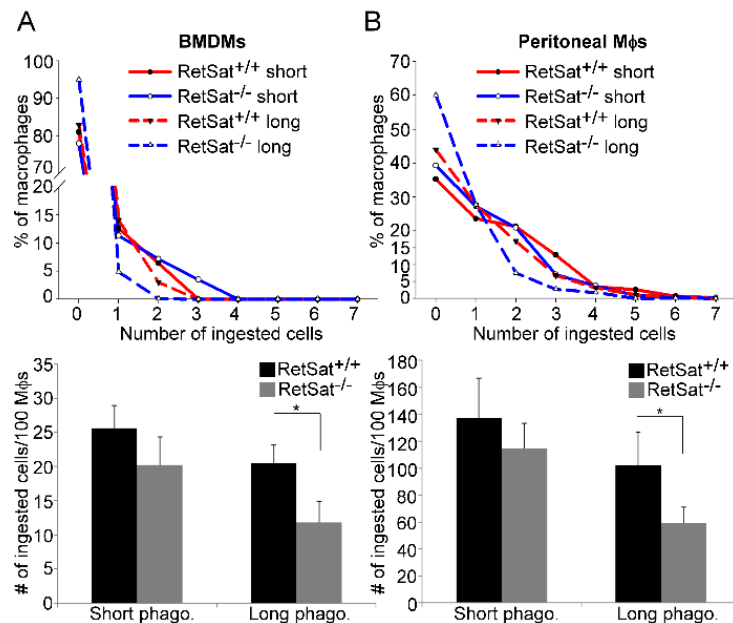 A
BMDMs
RetSat+/+ short
RetSat-/- short
RetSat+/+ long
RetSat-/- long
% of macrophages
100
90
80
70
20
15
10
5
0
0 1 2 3 4 5 6 7
Number of ingested cells
B
Peritoneal Mϕs
RetSat+/+ short
RetSat-/- short
RetSat+/+ long
RetSat-/- long
% of macrophages
70
60
50
40
30
20
10
5
0
0 1 2 3 4 5 6 7
Number of ingested cells
# of ingested cells/100 Mϕs
35
30
25
20
15
10
5
0
RetSat+/+
RetSat-/-
*
Short phago. Long phago.
# of ingested cells/100 Mϕs
180
160
140
120
100
80
60
40
20
0
RetSat+/+
RetSat-/-
*
Short phago. Long phago.